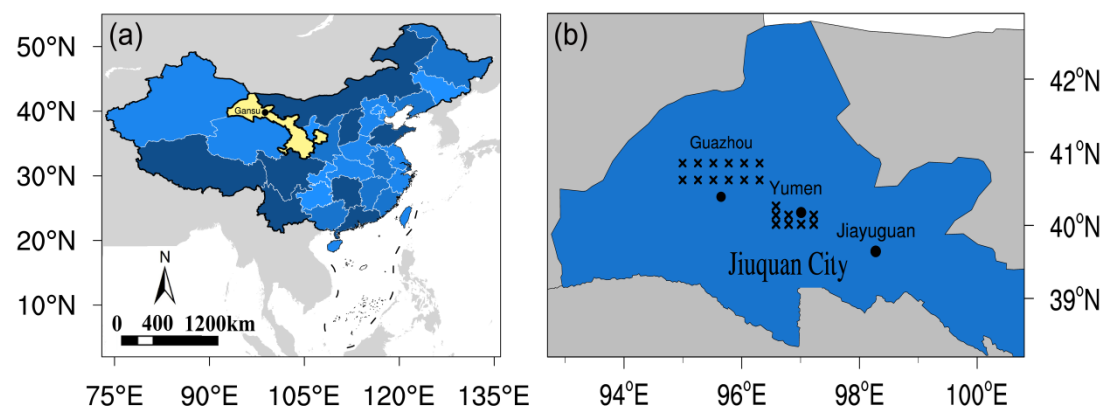 (a)
50°N
40°N
30°N
20°N
10°N
Gansu
N
0 400 1200km
75°E 90°E 105°E 120°E 135°E
(b)
42°N
41°N
40°N
39°N
Guazhou
Yumen
Jiayuguan
Jiuquan City
94°E 96°E 98°E 100°E